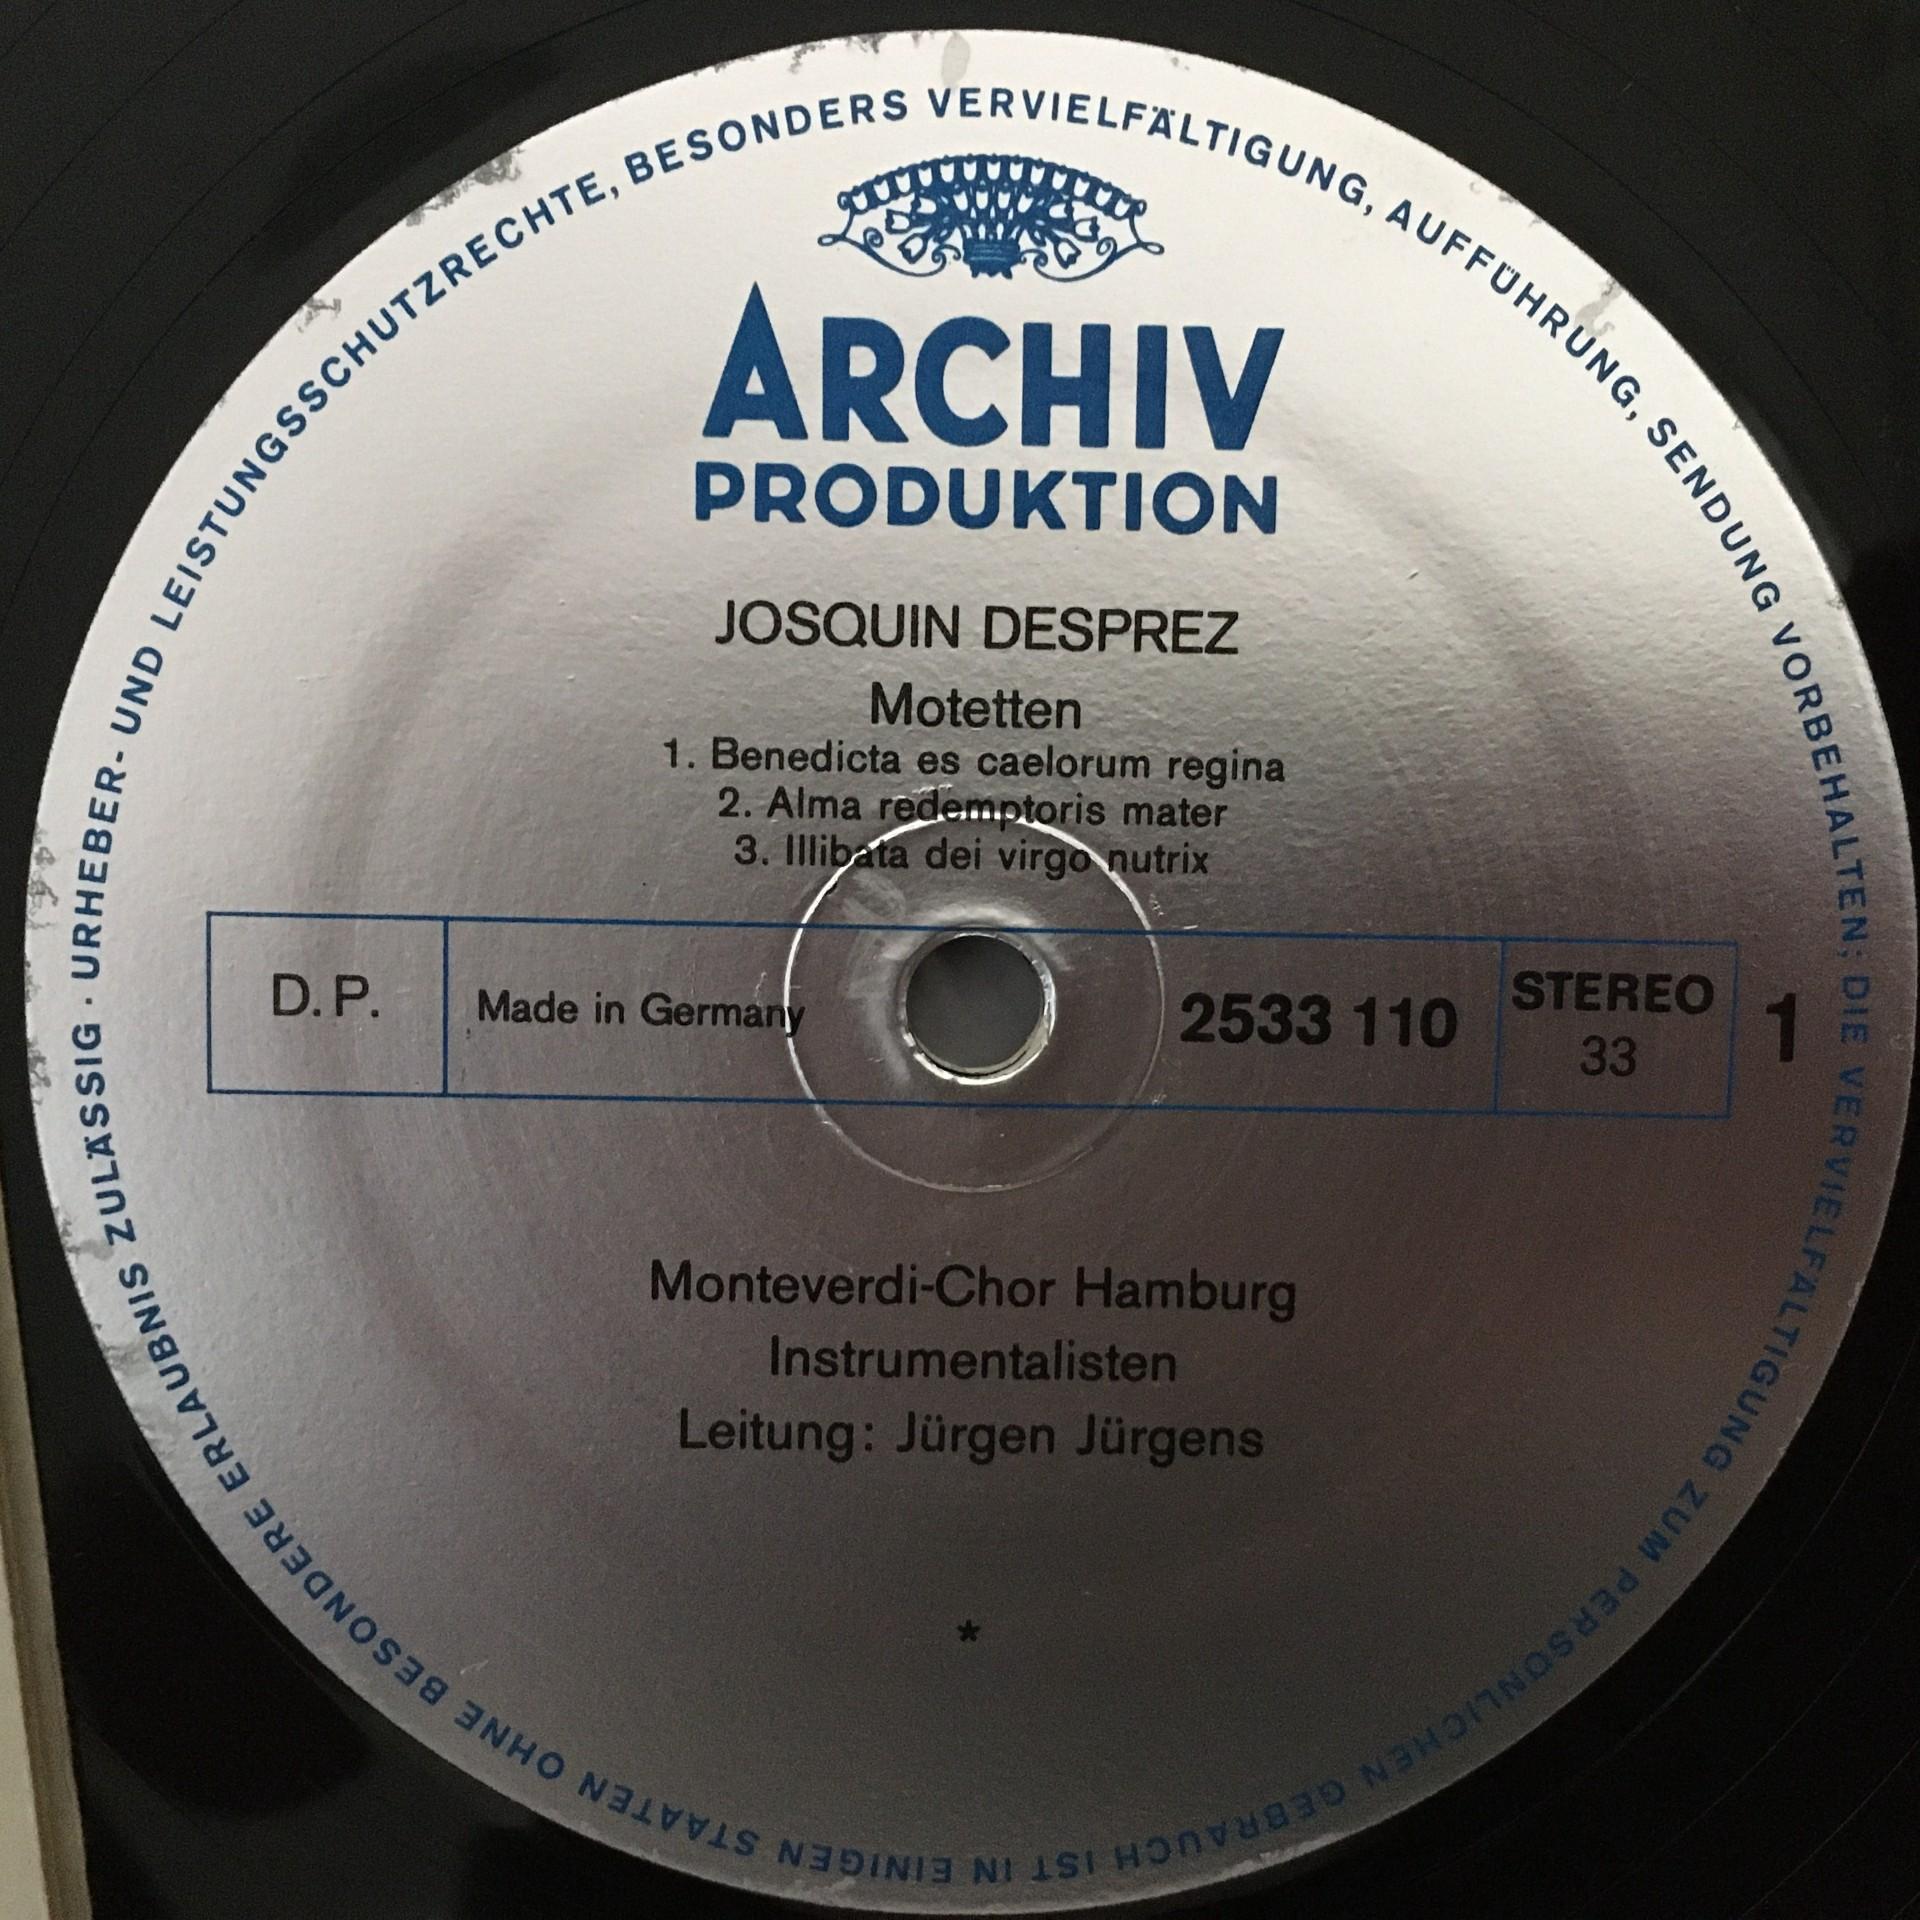 URHEBER- UND LEISTUNGSSCHUTZRECHTE, BESONDERS VERVIELFÄLTIGUNG, AUFFÜHRUNG, SENDUNG VORBEHALTEN; DIE VERVIELFÄLTIGUNG ZUM PERSÖNLICHEN GEBRAUCH IST IN EINIGEN STAATEN OHNE BESONDERE ERLAUBNIS ZULÄSSIG ·
ARCHIV
PRODUKTION
JOSQUIN DESPREZ
Motetten
1. Benedicta es caelorum regina
2. Alma redemptoris mater
3. Illibata dei virgo nutrix
D.P. Made in Germany 2533 110 STEREO 1
33
Monteverdi-Chor Hamburg
Instrumentalisten
Leitung: Jürgen Jürgens
*